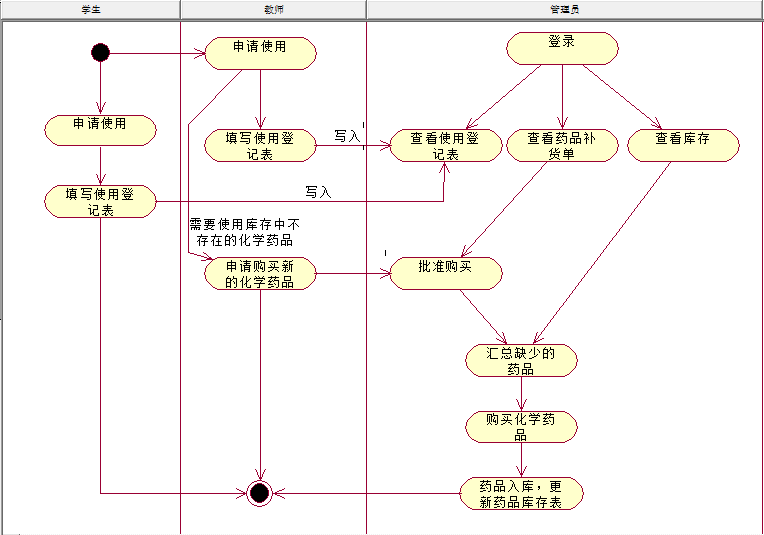 学生
教师
管理员
申请使用
登录
申请使用
填写使用登
记表
写入
查看使用登
记表
查看药品补
货单
查看库存
填写使用登
记表
写入
需要使用库存中不
存在的化学药品
申请购买新
的化学药品
批准购买
汇总缺少的
药品
购买化学药
品
药品入库，更
新药品库存表